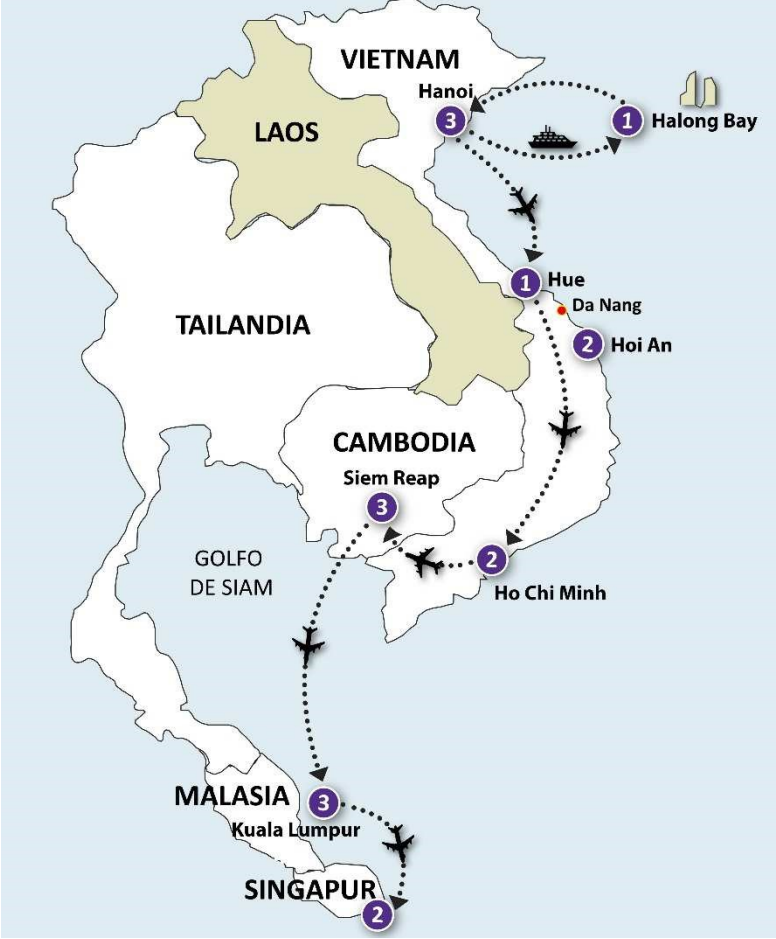 VIETNAM
Hanoi
3
1
Halong Bay
LAOS
1
Hue
Da Nang
TAILANDIA
2
Hoi An
CAMBODIA
Siem Reap
3
GOLFO
DE SIAM
2
Ho Chi Minh
MALASIA
3
Kuala Lumpur
SINGAPUR
2